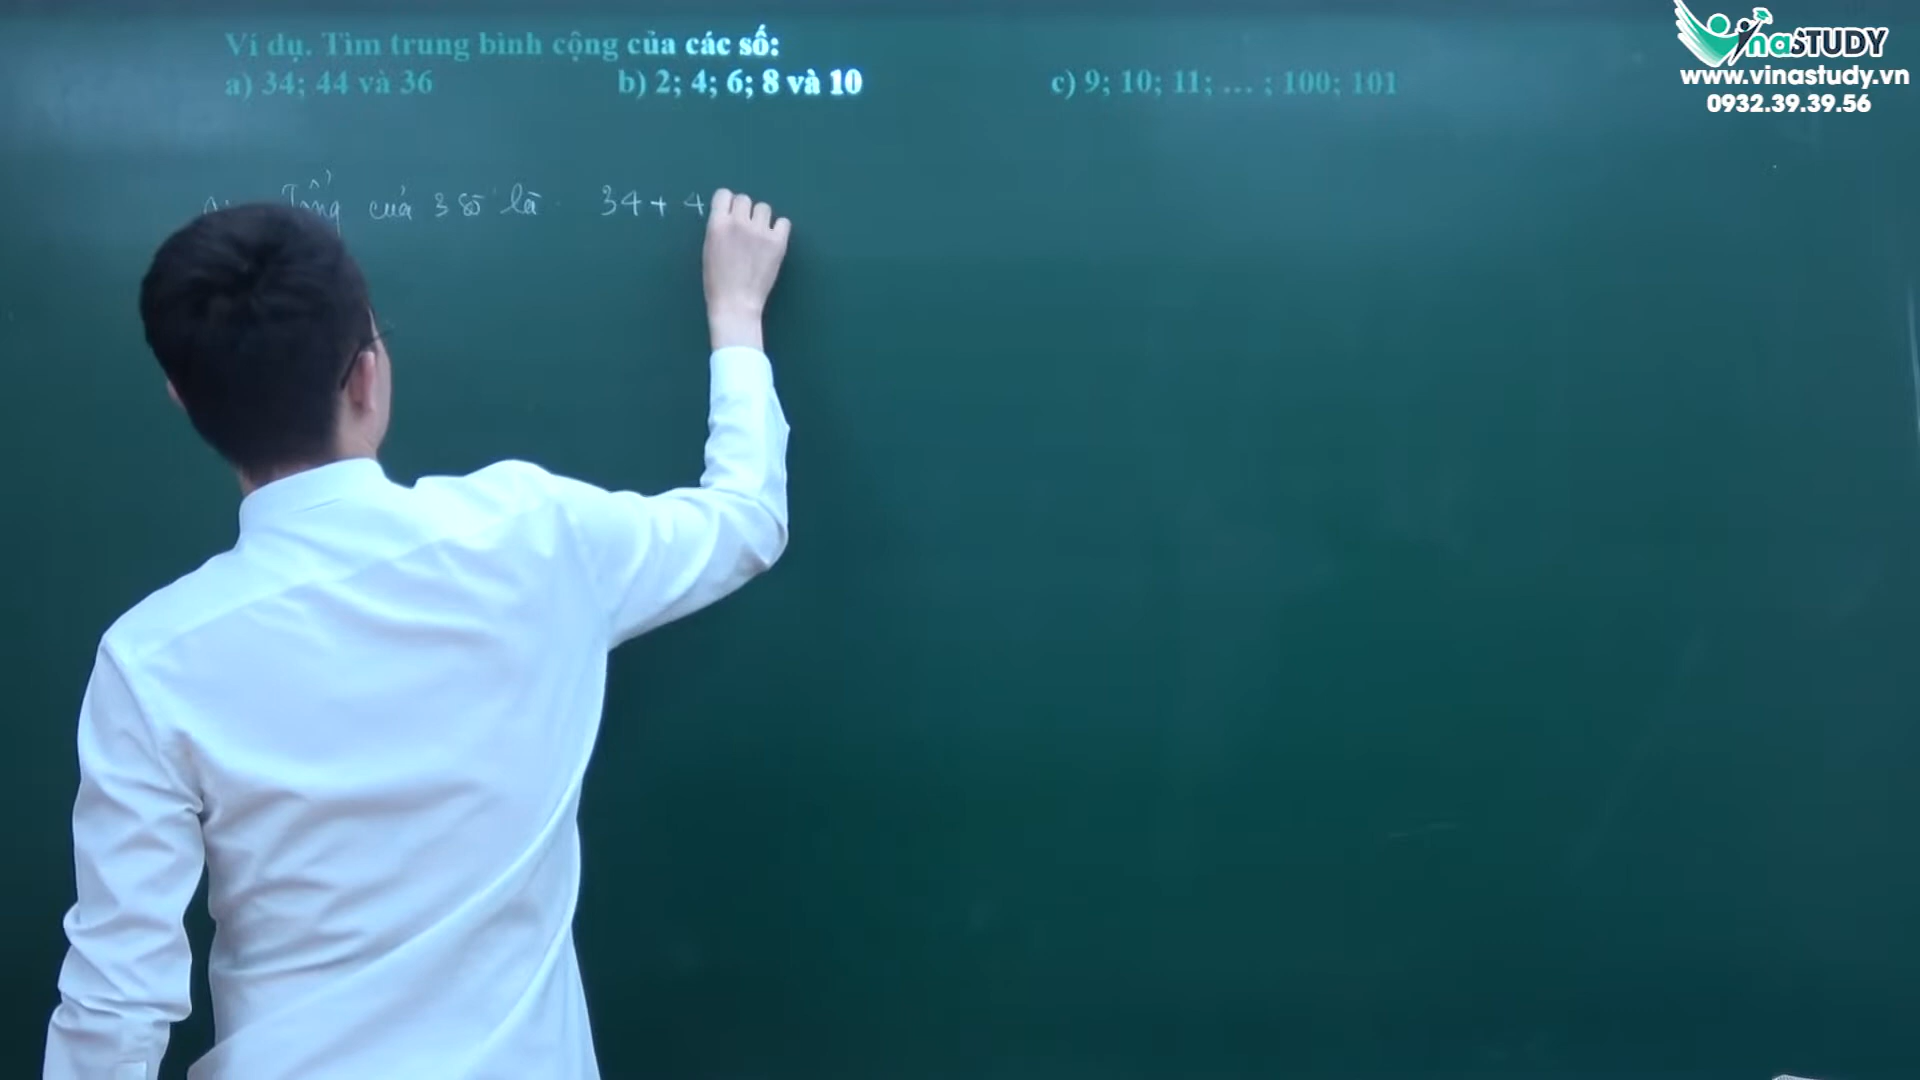 Ví dụ. Tìm trung bình cộng của các số:
a) 34; 44 và 36
b) 2; 4; 6; 8 và 10
c) 9; 10; 11; ... ; 100; 101
Tổng của 3 số là 34 + 4
VinaSTUDY
www.vinastudy.vn
0932.39.39.56